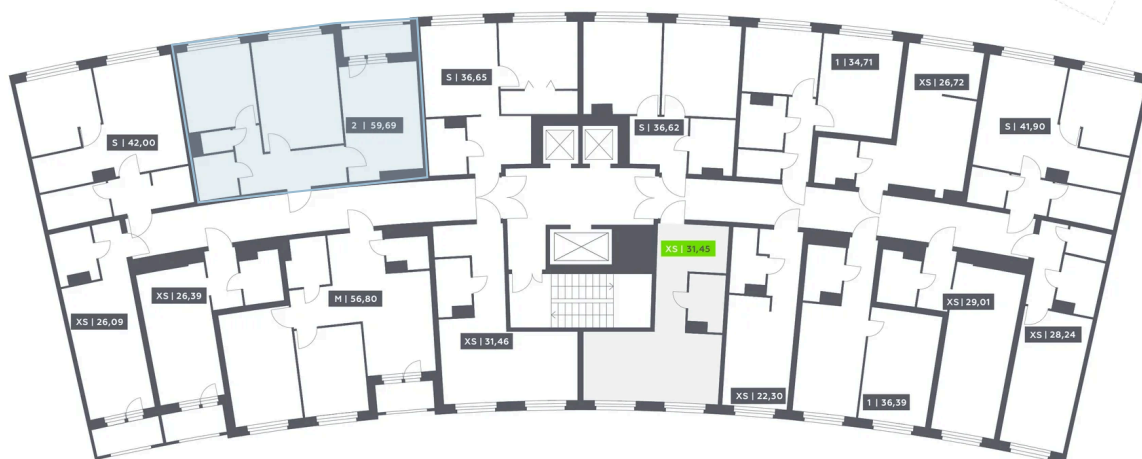 S | 42,00
2 | 59,69
S | 36,65
S | 36,62
1 | 34,71
XS | 26,72
S | 41,90
XS | 26,09
XS | 26,39
M | 56,80
XS | 31,46
XS | 31,45
XS | 22,30
1 | 36,39
XS | 29,01
XS | 28,24